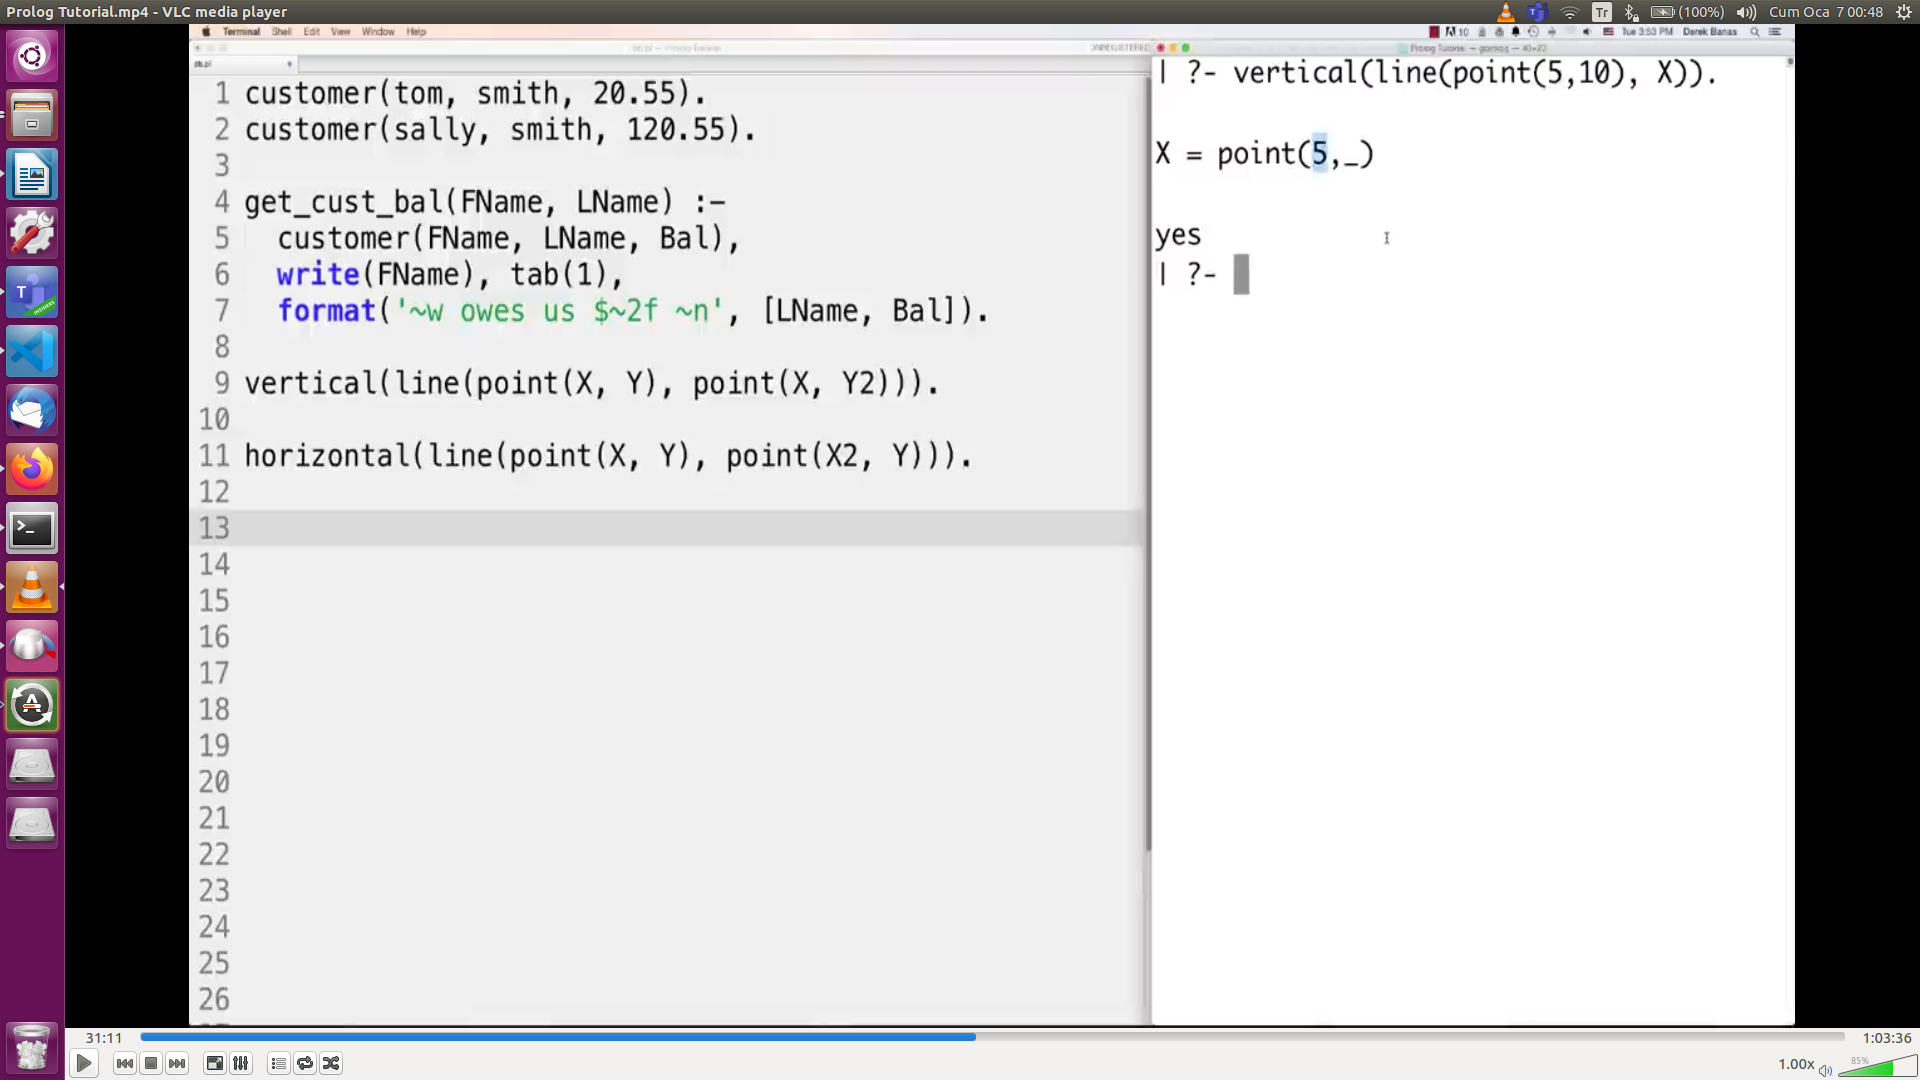 Prolog Tutorial.mp4 - VLC media player
Tr
(100%)
Cum Oca 7 00:48
Terminal Shell Edit View Window Help
10 Tue 3:53 PM Derek Banas
UNREGISTERED
db.pl
1 customer(tom, smith, 20.55).
2 customer(sally, smith, 120.55).
3
4 get_cust_bal(FName, LName) :-
5 customer(FName, LName, Bal),
6 write(FName), tab(1),
7 format('~w owes us $~2f ~n', [LName, Bal]).
8
9 vertical(line(point(X, Y), point(X, Y2))).
10
11 horizontal(line(point(X, Y), point(X2, Y))).
12
13
14
15
16
17
18
19
20
21
22
23
24
25
26
| ?- vertical(line(point(5,10), X)).
X = point(5,_)
yes
| ?-
31:11
1:03:36
1.00x
85%